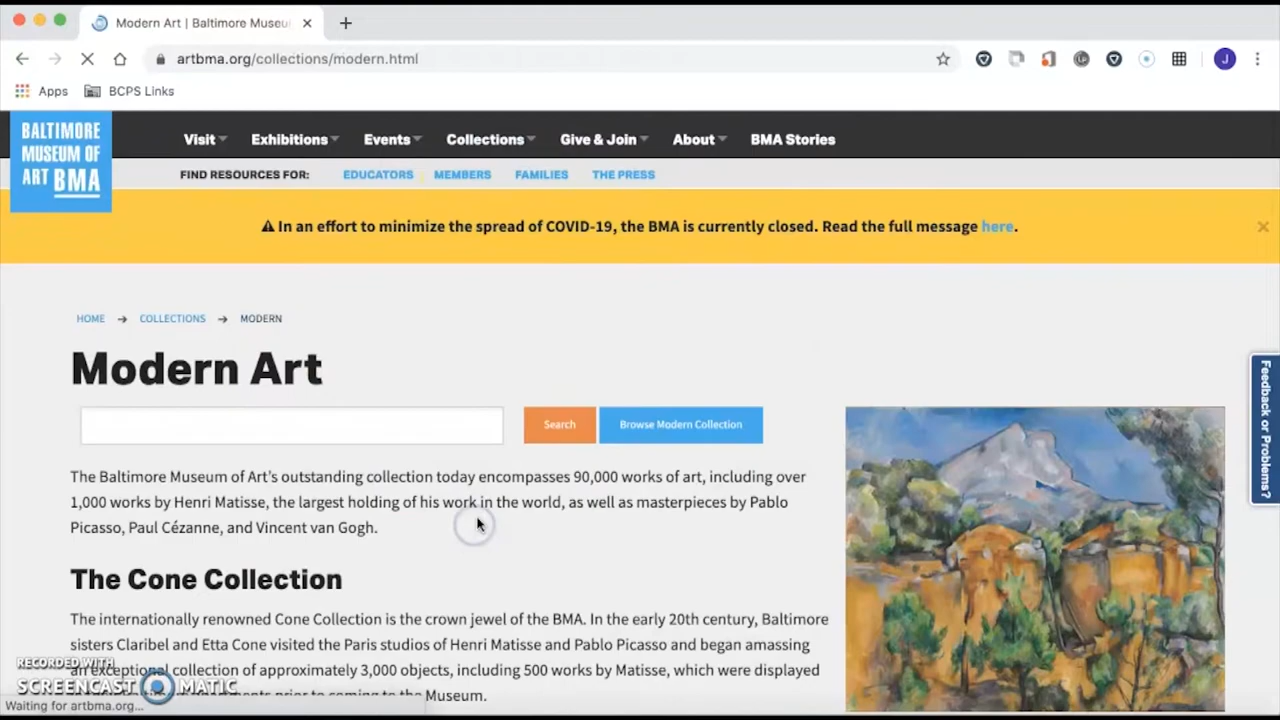 Modern Art | Baltimore Museu
artbma.org/collections/modern.html
J
Apps
BCPS Links
BALTIMORE
MUSEUM OF
ART BMA
Visit
Exhibitions
Events
Collections
Give & Join
About
BMA Stories
FIND RESOURCES FOR:
EDUCATORS
MEMBERS
FAMILIES
THE PRESS
In an effort to minimize the spread of COVID-19, the BMA is currently closed. Read the full message here.
HOME → COLLECTIONS → MODERN
Modern Art
Search
Browse Modern Collection
The Baltimore Museum of Art's outstanding collection today encompasses 90,000 works of art, including over
1,000 works by Henri Matisse, the largest holding of his work in the world, as well as masterpieces by Pablo
Picasso, Paul Cézanne, and Vincent van Gogh.
The Cone Collection
The internationally renowned Cone Collection is the crown jewel of the BMA. In the early 20th century, Baltimore
sisters Claribel and Etta Cone visited the Paris studios of Henri Matisse and Pablo Picasso and began amassing
an exceptional collection of approximately 3,000 objects, including 500 works by Matisse, which were displayed
prior to coming to the Museum.
Feedback or Problems?
RECORDED WITH
SCREENCAST MATIC
Waiting for artbma.org...